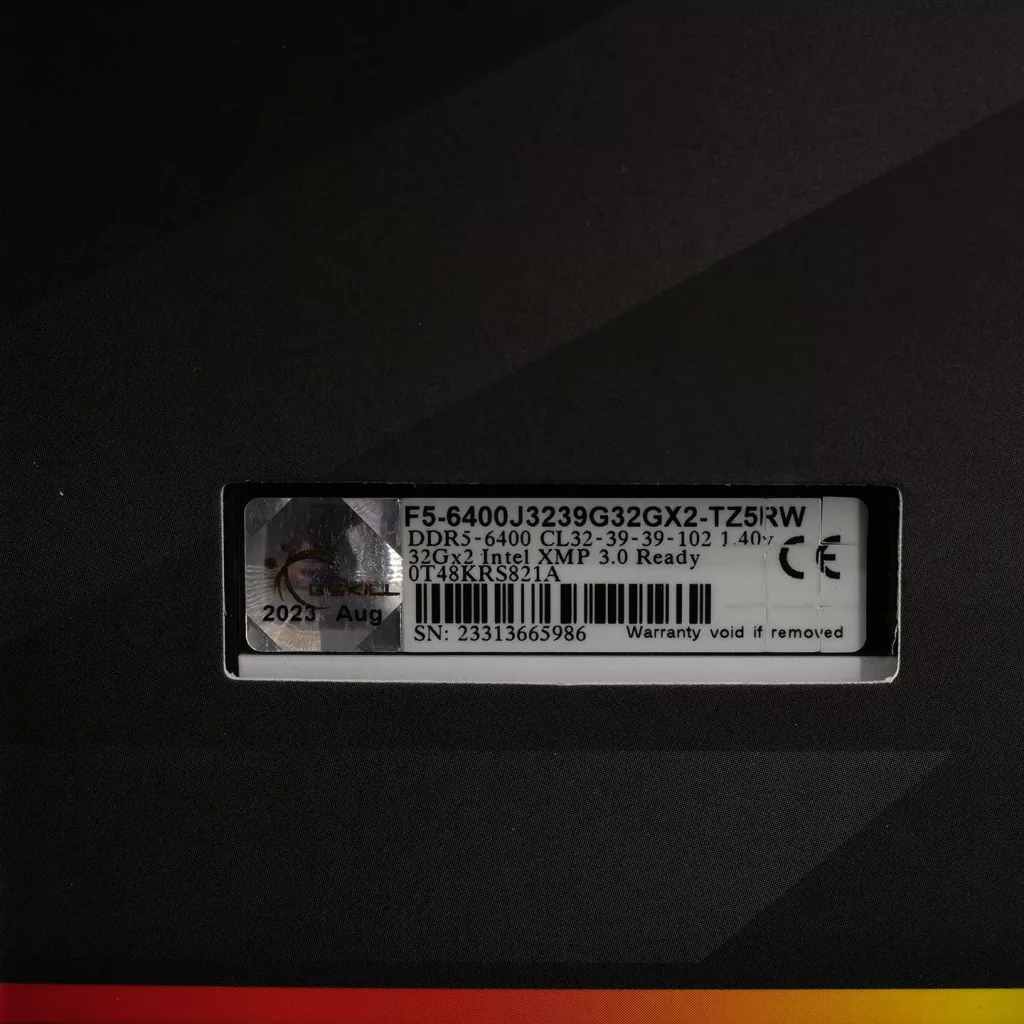 F5-6400J3239G32GX2-TZ5RW
DDR5-6400 CL32-39-39-102 1.40v
32Gx2 Intel XMP 3.0 Ready
0T48KRS821A
G.SKILL
2023 Aug
CE
SN: 23313665986
Warranty void if removed